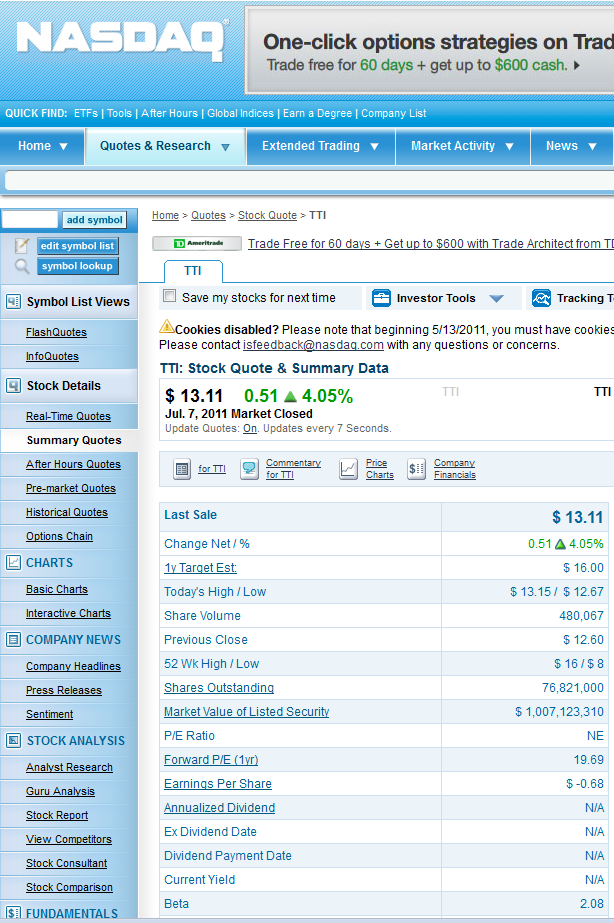 NASDAQ
One-click options strategies on Trad
Trade free for 60 days + get up to $600 cash.
QUICK FIND: ETFs | Tools | After Hours | Global Indices | Earn a Degree | Company List
Home Quotes & Research Extended Trading Market Activity News
add symbol
edit symbol list
symbol lookup
Symbol List Views
FlashQuotes
InfoQuotes
Stock Details
Real-Time Quotes
Summary Quotes
After Hours Quotes
Pre-market Quotes
Historical Quotes
Options Chain
CHARTS
Basic Charts
Interactive Charts
COMPANY NEWS
Company Headlines
Press Releases
Sentiment
STOCK ANALYSIS
Analyst Research
Guru Analysis
Stock Report
View Competitors
Stock Consultant
Stock Comparison
FUNDAMENTALS
Home > Quotes > Stock Quote > TTI
Ameritrade Trade Free for 60 days + Get up to $600 with Trade Architect from TD
TTI
Save my stocks for next time Investor Tools Tracking T
Cookies disabled? Please note that beginning 5/13/2011, you must have cookies
Please contact isfeedback@nasdaq.com with any questions or concerns.
TTI: Stock Quote & Summary Data
$ 13.11 0.51 4.05% TTI TTI
Jul. 7, 2011 Market Closed
Update Quotes: On. Updates every 7 Seconds.
for TTI
Commentary
for TTI
Price
Charts
Company
Financials
Last Sale $ 13.11
Change Net / % 0.51 4.05%
1y Target Est: $ 16.00
Today's High / Low $ 13.15 / $ 12.67
Share Volume 480,067
Previous Close $ 12.60
52 Wk High / Low $ 16 / $ 8
Shares Outstanding 76,821,000
Market Value of Listed Security $ 1,007,123,310
P/E Ratio NE
Forward P/E (1yr) 19.69
Earnings Per Share $ -0.68
Annualized Dividend N/A
Ex Dividend Date N/A
Dividend Payment Date N/A
Current Yield N/A
Beta 2.08